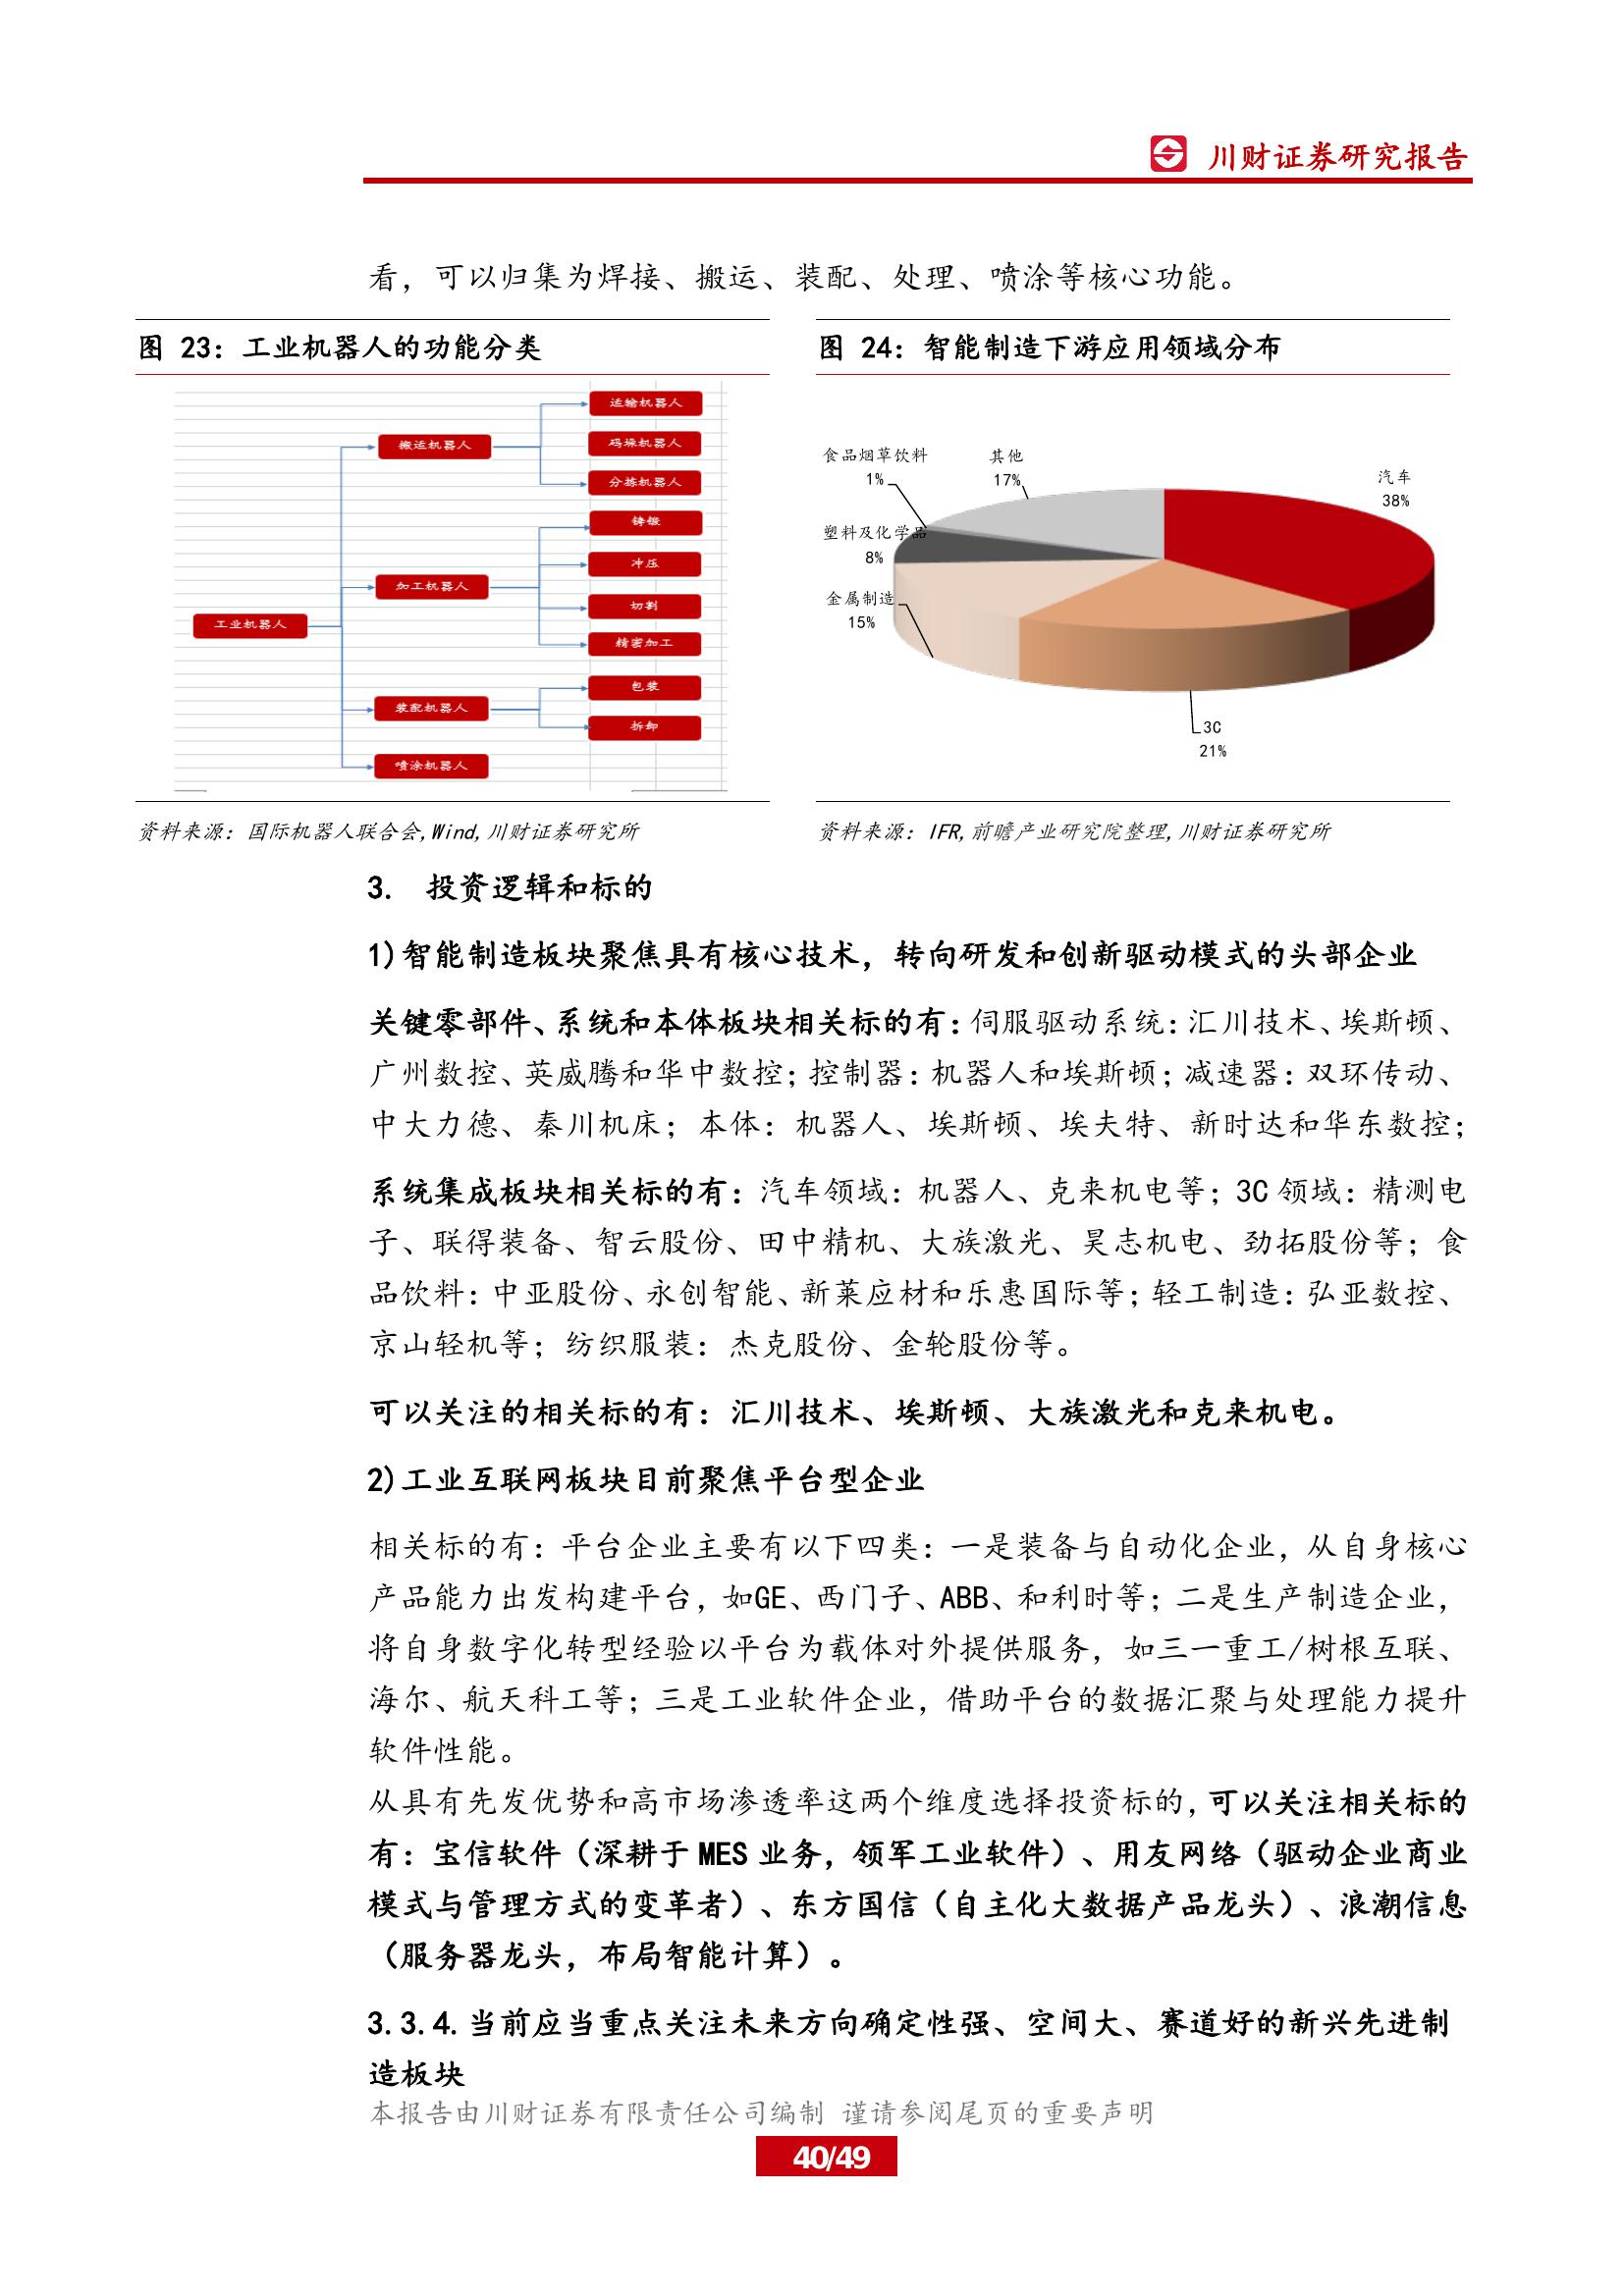 川财证券研究报告
看，可以归集为焊接、搬运、装配、处理、喷涂等核心功能。
图 23：工业机器人的功能分类
工业机器人
搬运机器人
加工机器人
装配机器人
喷涂机器人
运输机器人
码垛机器人
分拣机器人
铸锻
冲压
切割
精密加工
包装
拆卸
资料来源：国际机器人联合会,Wind,川财证券研究所
图 24：智能制造下游应用领域分布
汽车
38%
3C
21%
金属制造
15%
塑料及化学品
8%
食品烟草饮料
1%
其他
17%
资料来源：IFR,前瞻产业研究院整理,川财证券研究所
3. 投资逻辑和标的
1)智能制造板块聚焦具有核心技术，转向研发和创新驱动模式的头部企业
关键零部件、系统和本体板块相关标的有：伺服驱动系统：汇川技术、埃斯顿、
广州数控、英威腾和华中数控；控制器：机器人和埃斯顿；减速器：双环传动、
中大力德、秦川机床；本体：机器人、埃斯顿、埃夫特、新时达和华东数控；
系统集成板块相关标的有：汽车领域：机器人、克来机电等；3C 领域：精测电
子、联得装备、智云股份、田中精机、大族激光、昊志机电、劲拓股份等；食
品饮料：中亚股份、永创智能、新莱应材和乐惠国际等；轻工制造：弘亚数控、
京山轻机等；纺织服装：杰克股份、金轮股份等。
可以关注的相关标的有：汇川技术、埃斯顿、大族激光和克来机电。
2)工业互联网板块目前聚焦平台型企业
相关标的有：平台企业主要有以下四类：一是装备与自动化企业，从自身核心
产品能力出发构建平台，如GE、西门子、ABB、和利时等；二是生产制造企业，
将自身数字化转型经验以平台为载体对外提供服务，如三一重工/树根互联、
海尔、航天科工等；三是工业软件企业，借助平台的数据汇聚与处理能力提升
软件性能。
从具有先发优势和高市场渗透率这两个维度选择投资标的，可以关注相关标的
有：宝信软件（深耕于 MES 业务，领军工业软件）、用友网络（驱动企业商业
模式与管理方式的变革者）、东方国信（自主化大数据产品龙头）、浪潮信息
（服务器龙头，布局智能计算）。
3.3.4.当前应当重点关注未来方向确定性强、空间大、赛道好的新兴先进制
造板块
本报告由川财证券有限责任公司编制 谨请参阅尾页的重要声明
40/49